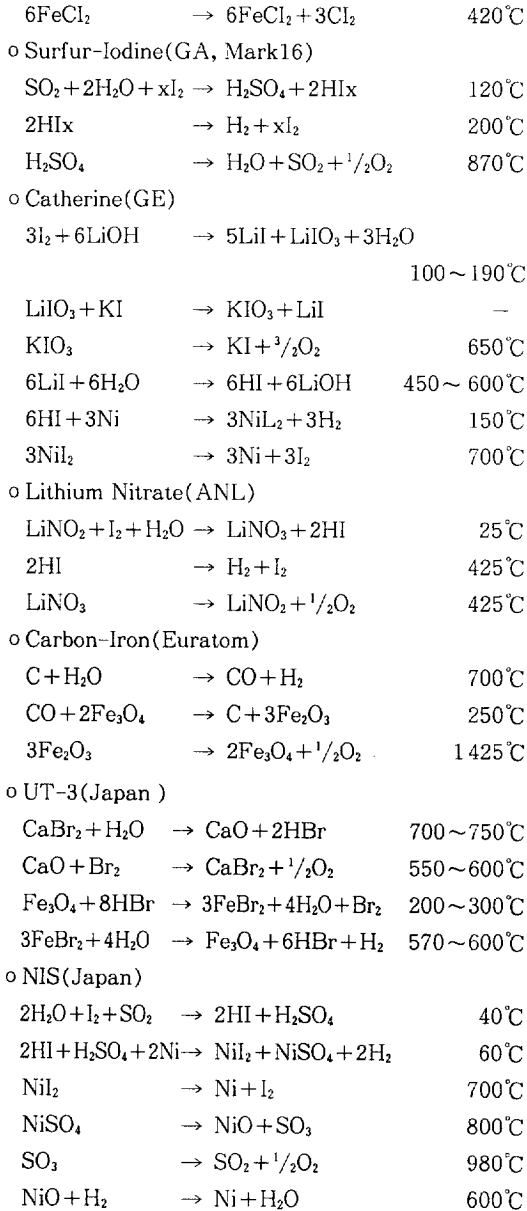 6FeCl₂ → 6FeCl₂+3Cl₂ 420℃
o Surfur-Iodine(GA, Mark16)
SO₂+2H₂O+xI₂ → H₂SO₄+2HIx 120℃
2HIx → H₂+xI₂ 200℃
H₂SO₄ → H₂O+SO₂+¹/₂O₂ 870℃
o Catherine(GE)
3I₂+6LiOH → 5LiI+LiIO₃+3H₂O
100~190℃
LiIO₃+KI → KIO₃+LiI −
KIO₃ → KI+³/₂O₂ 650℃
6LiI+6H₂O → 6HI+6LiOH 450~600℃
6HI+3Ni → 3NiL₂+3H₂ 150℃
3NiI₂ → 3Ni+3I₂ 700℃
o Lithium Nitrate(ANL)
LiNO₂+I₂+H₂O → LiNO₃+2HI 25℃
2HI → H₂+I₂ 425℃
LiNO₃ → LiNO₂+¹/₂O₂ 425℃
o Carbon-Iron(Euratom)
C+H₂O → CO+H₂ 700℃
CO+2Fe₃O₄ → C+3Fe₂O₃ 250℃
3Fe₂O₃ → 2Fe₃O₄+¹/₂O₂ 1425℃
o UT-3(Japan )
CaBr₂+H₂O → CaO+2HBr 700~750℃
CaO+Br₂ → CaBr₂+¹/₂O₂ 550~600℃
Fe₃O₄+8HBr → 3FeBr₂+4H₂O+Br₂ 200~300℃
3FeBr₂+4H₂O → Fe₃O₄+6HBr+H₂ 570~600℃
o NIS(Japan)
2H₂O+I₂+SO₂ → 2HI+H₂SO₄ 40℃
2HI+H₂SO₄+2Ni→ NiI₂+NiSO₄+2H₂ 60℃
NiI₂ → Ni+I₂ 700℃
NiSO₄ → NiO+SO₃ 800℃
SO₃ → SO₂+¹/₂O₂ 980℃
NiO+H₂ → Ni+H₂O 600℃